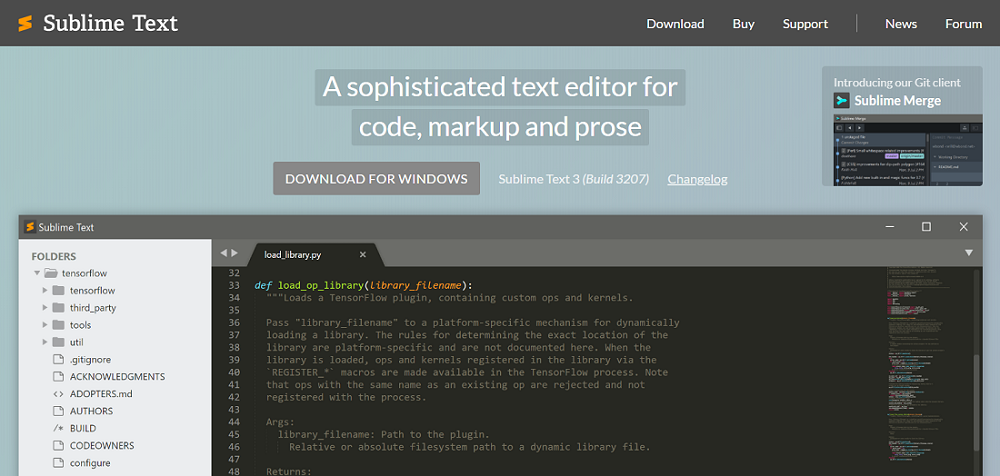 Sublime Text
Download Buy Support News Forum
A sophisticated text editor for
code, markup and prose
Introducing our Git client
Sublime Merge
DOWNLOAD FOR WINDOWS Sublime Text 3 (Build 3207) Changelog
Sublime Text
FOLDERS
tensorflow
tensorflow
third_party
tools
util
.gitignore
ACKNOWLEDGMENTS
ADOPTERS.md
AUTHORS
BUILD
CODEOWNERS
configure
load_library.py
32
33 def load_op_library(library_filename):
34 """Loads a TensorFlow plugin, containing custom ops and kernels.
35
36 Pass "library_filename" to a platform-specific mechanism for dynamically
37 loading a library. The rules for determining the exact location of the
38 library are platform-specific and are not documented here. When the
39 library is loaded, ops and kernels registered in the library via the
40 `REGISTER_*` macros are made available in the TensorFlow process. Note
41 that ops with the same name as an existing op are rejected and not
42 registered with the process.
43
44 Args:
45 library_filename: Path to the plugin.
46 Relative or absolute filesystem path to a dynamic library file.
47
48 Returns: